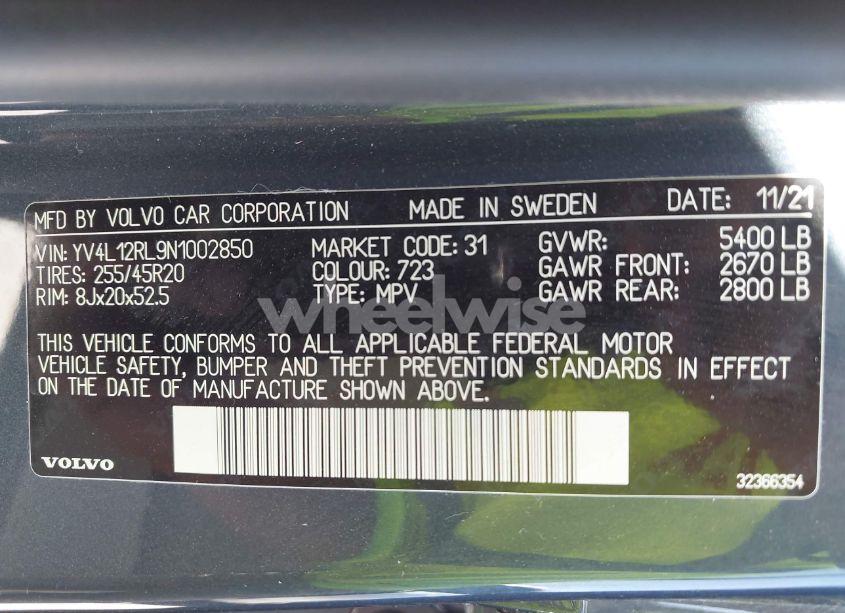 MFD BY VOLVO CAR CORPORATION MADE IN SWEDEN DATE: 11/21
VIN: YV4L12RL9N1002850 MARKET CODE: 31 GVWR: 5400 LB
TIRES: 255/45R20 COLOUR: 723 GAWR FRONT: 2670 LB
RIM: 8Jx20x52.5 TYPE: MPV GAWR REAR: 2800 LB
wheelwise
THIS VEHICLE CONFORMS TO ALL APPLICABLE FEDERAL MOTOR
VEHICLE SAFETY, BUMPER AND THEFT PREVENTION STANDARDS IN EFFECT
ON THE DATE OF MANUFACTURE SHOWN ABOVE.
VOLVO
32366354